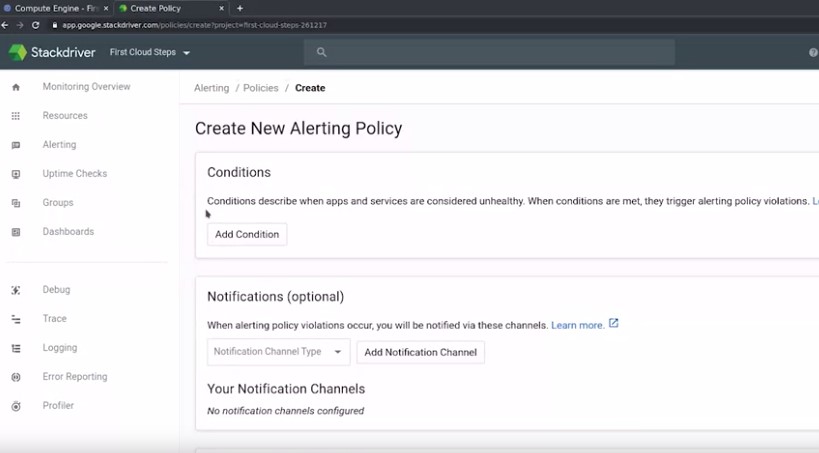 Compute Engine - Fir
Create Policy
app.google.stackdriver.com/policies/create?project=first-cloud-steps-261217
Stackdriver
First Cloud Steps
Monitoring Overview
Resources
Alerting
Uptime Checks
Groups
Dashboards
Debug
Trace
Logging
Error Reporting
Profiler
Alerting / Policies / Create
Create New Alerting Policy
Conditions
Conditions describe when apps and services are considered unhealthy. When conditions are met, they trigger alerting policy violations.
Add Condition
Notifications (optional)
When alerting policy violations occur, you will be notified via these channels. Learn more.
Notification Channel Type
Add Notification Channel
Your Notification Channels
No notification channels configured